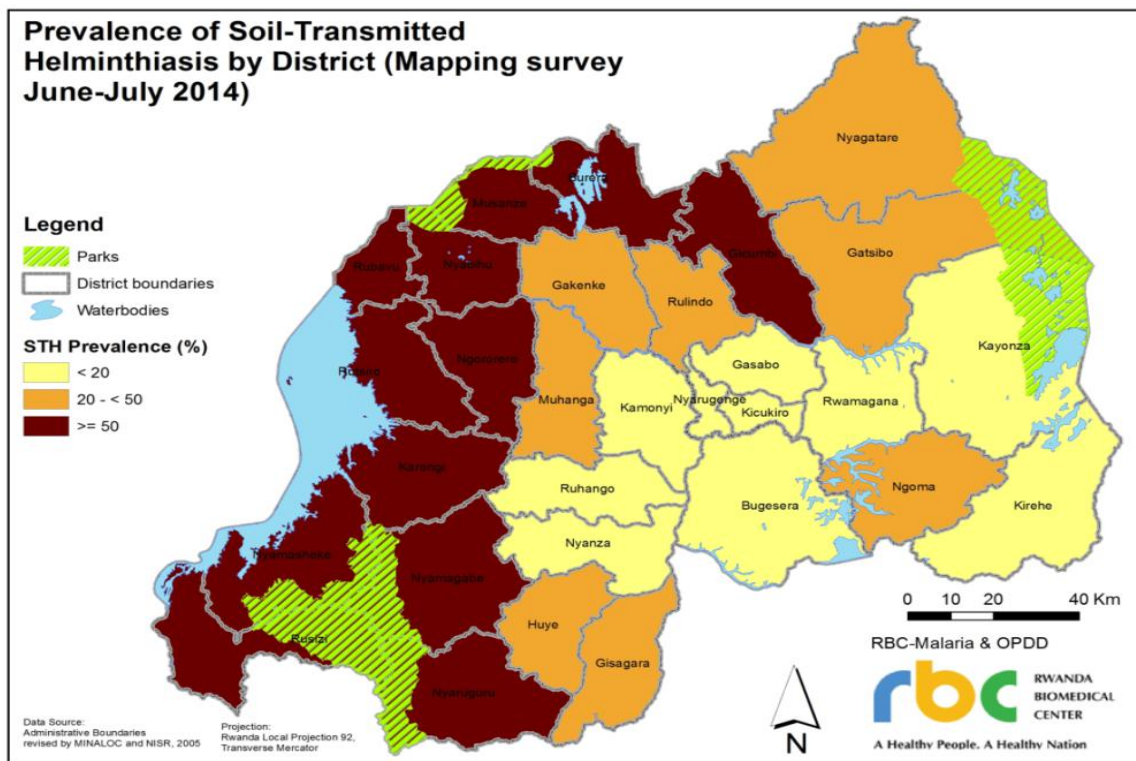 Prevalence of Soil-Transmitted
Helminthiasis by District (Mapping survey
June-July 2014)
Nyagatare
Burera
Musanze
Legend
Parks
District boundaries
Waterbodies
STH Prevalence (%)
< 20
20 - < 50
>= 50
Gicumbi
Gatsibo
Rubavu
Nyabihu
Gakenke
Rulindo
Kayonza
Ngororero
Rutsiro
Gasabo
Muhanga
Kamonyi
Nyarugenge
Kicukiro
Rwamagana
Karongi
Ruhango
Bugesera
Ngoma
Kirehe
Nyamasheke
Nyanza
Nyamagabe
Huye
Rusizi
Gisagara
Nyaruguru
0 10 20 40 Km
RBC-Malaria & OPDD
rbc
RWANDA
BIOMEDICAL
CENTER
A Healthy People. A Healthy Nation
N
Data Source:
Administrative Boundaries
revised by MINALOC and NISR, 2005
Projection:
Rwanda Local Projection 92,
Transverse Mercator